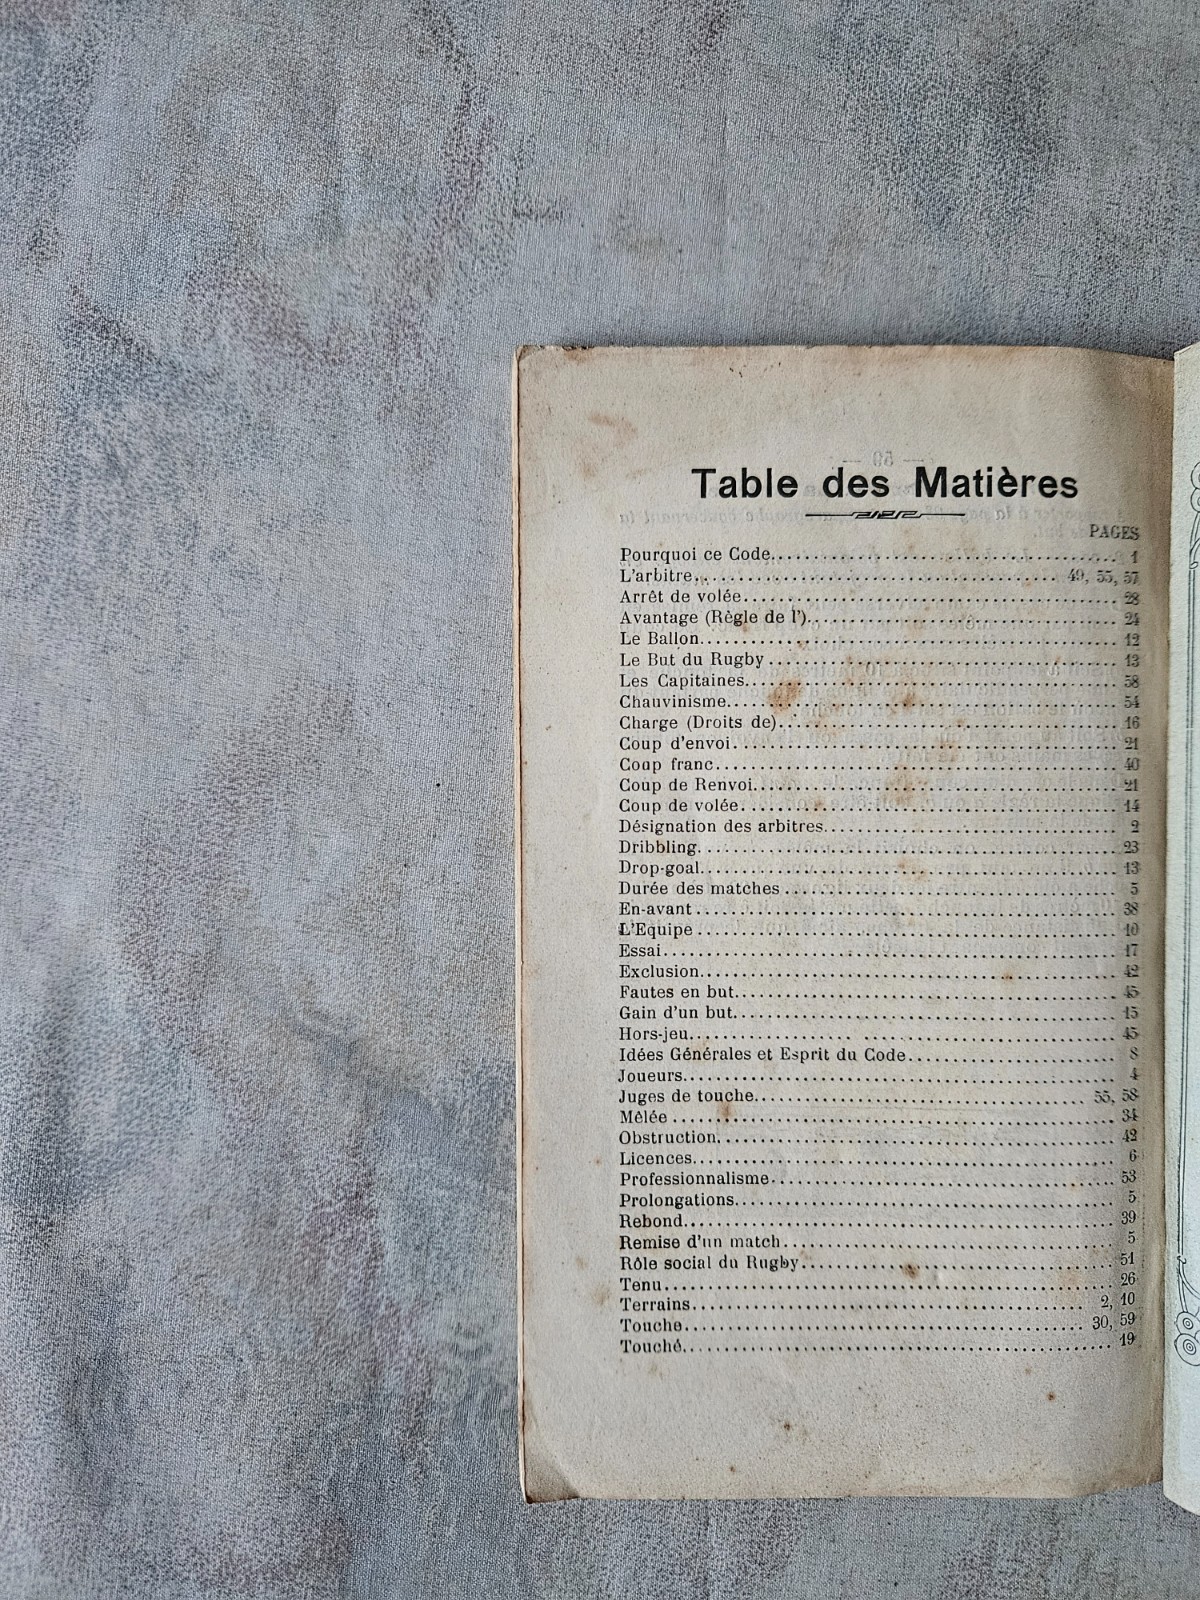 Table des Matières
PAGES
Pourquoi ce Code 1
L'arbitre 49, 55, 57
Arrêt de volée 28
Avantage (Règle de l') 24
Le Ballon 12
Le But du Rugby 13
Les Capitaines 58
Chauvinisme 54
Charge (Droits de) 16
Coup d'envoi 21
Coup franc 40
Coup de Renvoi 21
Coup de volée 14
Désignation des arbitres 2
Dribbling 23
Drop-goal 13
Durée des matches 5
En-avant 38
L'Equipe 10
Essai 17
Exclusion 42
Fautes en but 45
Gain d'un but 15
Hors-jeu 45
Idées Générales et Esprit du Code 8
Joueurs 4
Juges de touche 55, 58
Mêlée 34
Obstruction 42
Licences 6
Professionnalisme 53
Prolongations 5
Rebond 39
Remise d'un match 5
Rôle social du Rugby 51
Tenu 26
Terrains 2, 10
Touche 30, 59
Touché 19